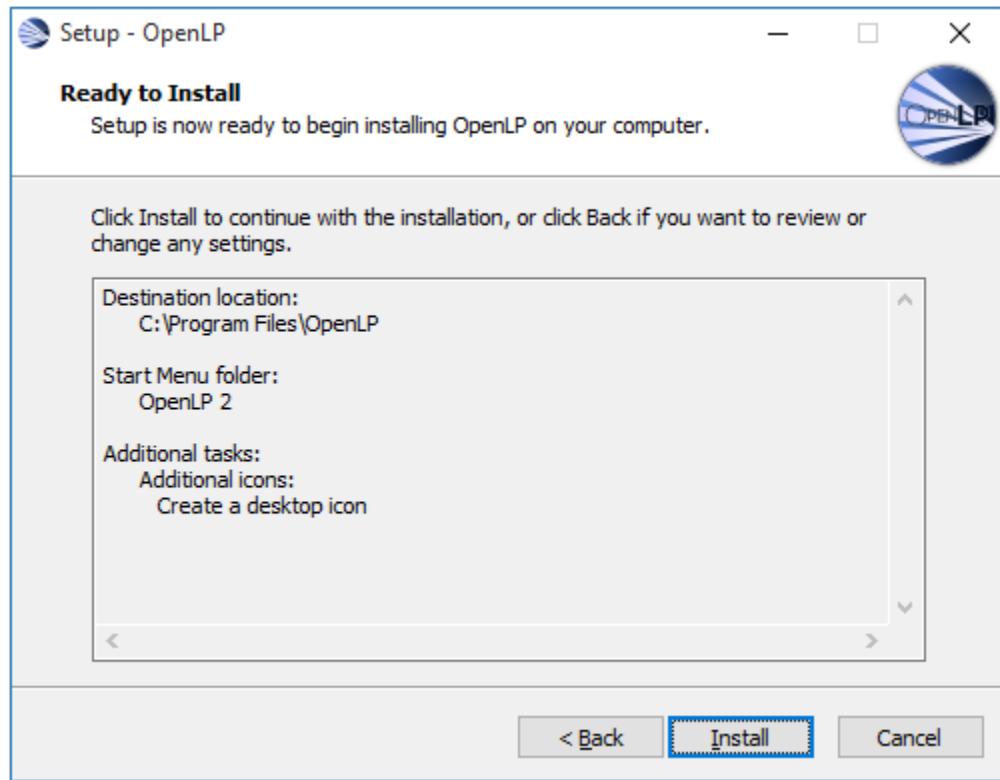 Setup - OpenLP
Ready to Install
Setup is now ready to begin installing OpenLP on your computer.
OPENLP
Click Install to continue with the installation, or click Back if you want to review or
change any settings.
Destination location:
C:\Program Files\OpenLP
Start Menu folder:
OpenLP 2
Additional tasks:
Additional icons:
Create a desktop icon
< Back
Install
Cancel